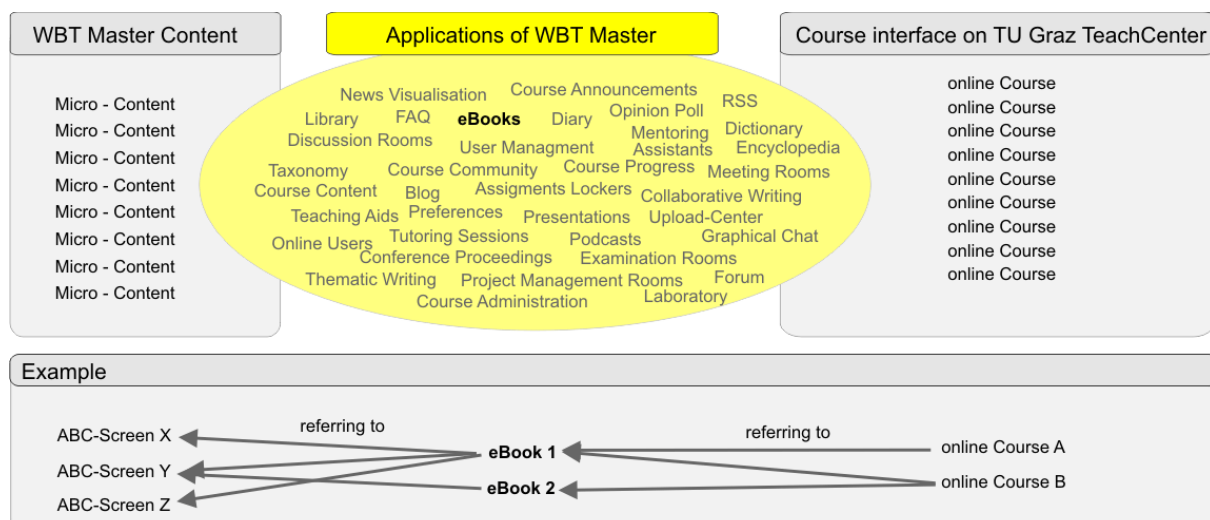 WBT Master Content
Applications of WBT Master
Course interface on TU Graz TeachCenter
Micro - Content
Micro - Content
Micro - Content
Micro - Content
Micro - Content
Micro - Content
Micro - Content
Micro - Content
News Visualisation
Course Announcements
RSS
Library
FAQ
eBooks
Diary
Opinion Poll
Discussion Rooms
User Managment
Mentoring
Assistants
Dictionary
Encyclopedia
Taxonomy
Course Community
Course Progress
Meeting Rooms
Course Content
Blog
Assigments Lockers
Collaborative Writing
Teaching Aids
Preferences
Presentations
Upload-Center
Online Users
Tutoring Sessions
Podcasts
Graphical Chat
Conference Proceedings
Examination Rooms
Thematic Writing
Project Management Rooms
Forum
Course Administration
Laboratory
online Course
online Course
online Course
online Course
online Course
online Course
online Course
online Course
online Course
Example
ABC-Screen X
referring to
eBook 1
referring to
online Course A
ABC-Screen Y
eBook 2
online Course B
ABC-Screen Z